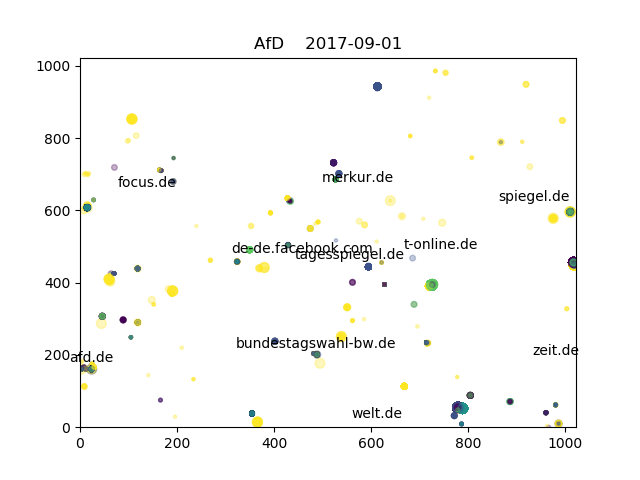 AfD    2017-09-01
1000
800
600
400
200
0
focus.de
merkur.de
spiegel.de
t-online.de
de-de.facebook.com
tagesspiegel.de
bundestagswahl-bw.de
zeit.de
afd.de
welt.de
0 200 400 600 800 1000